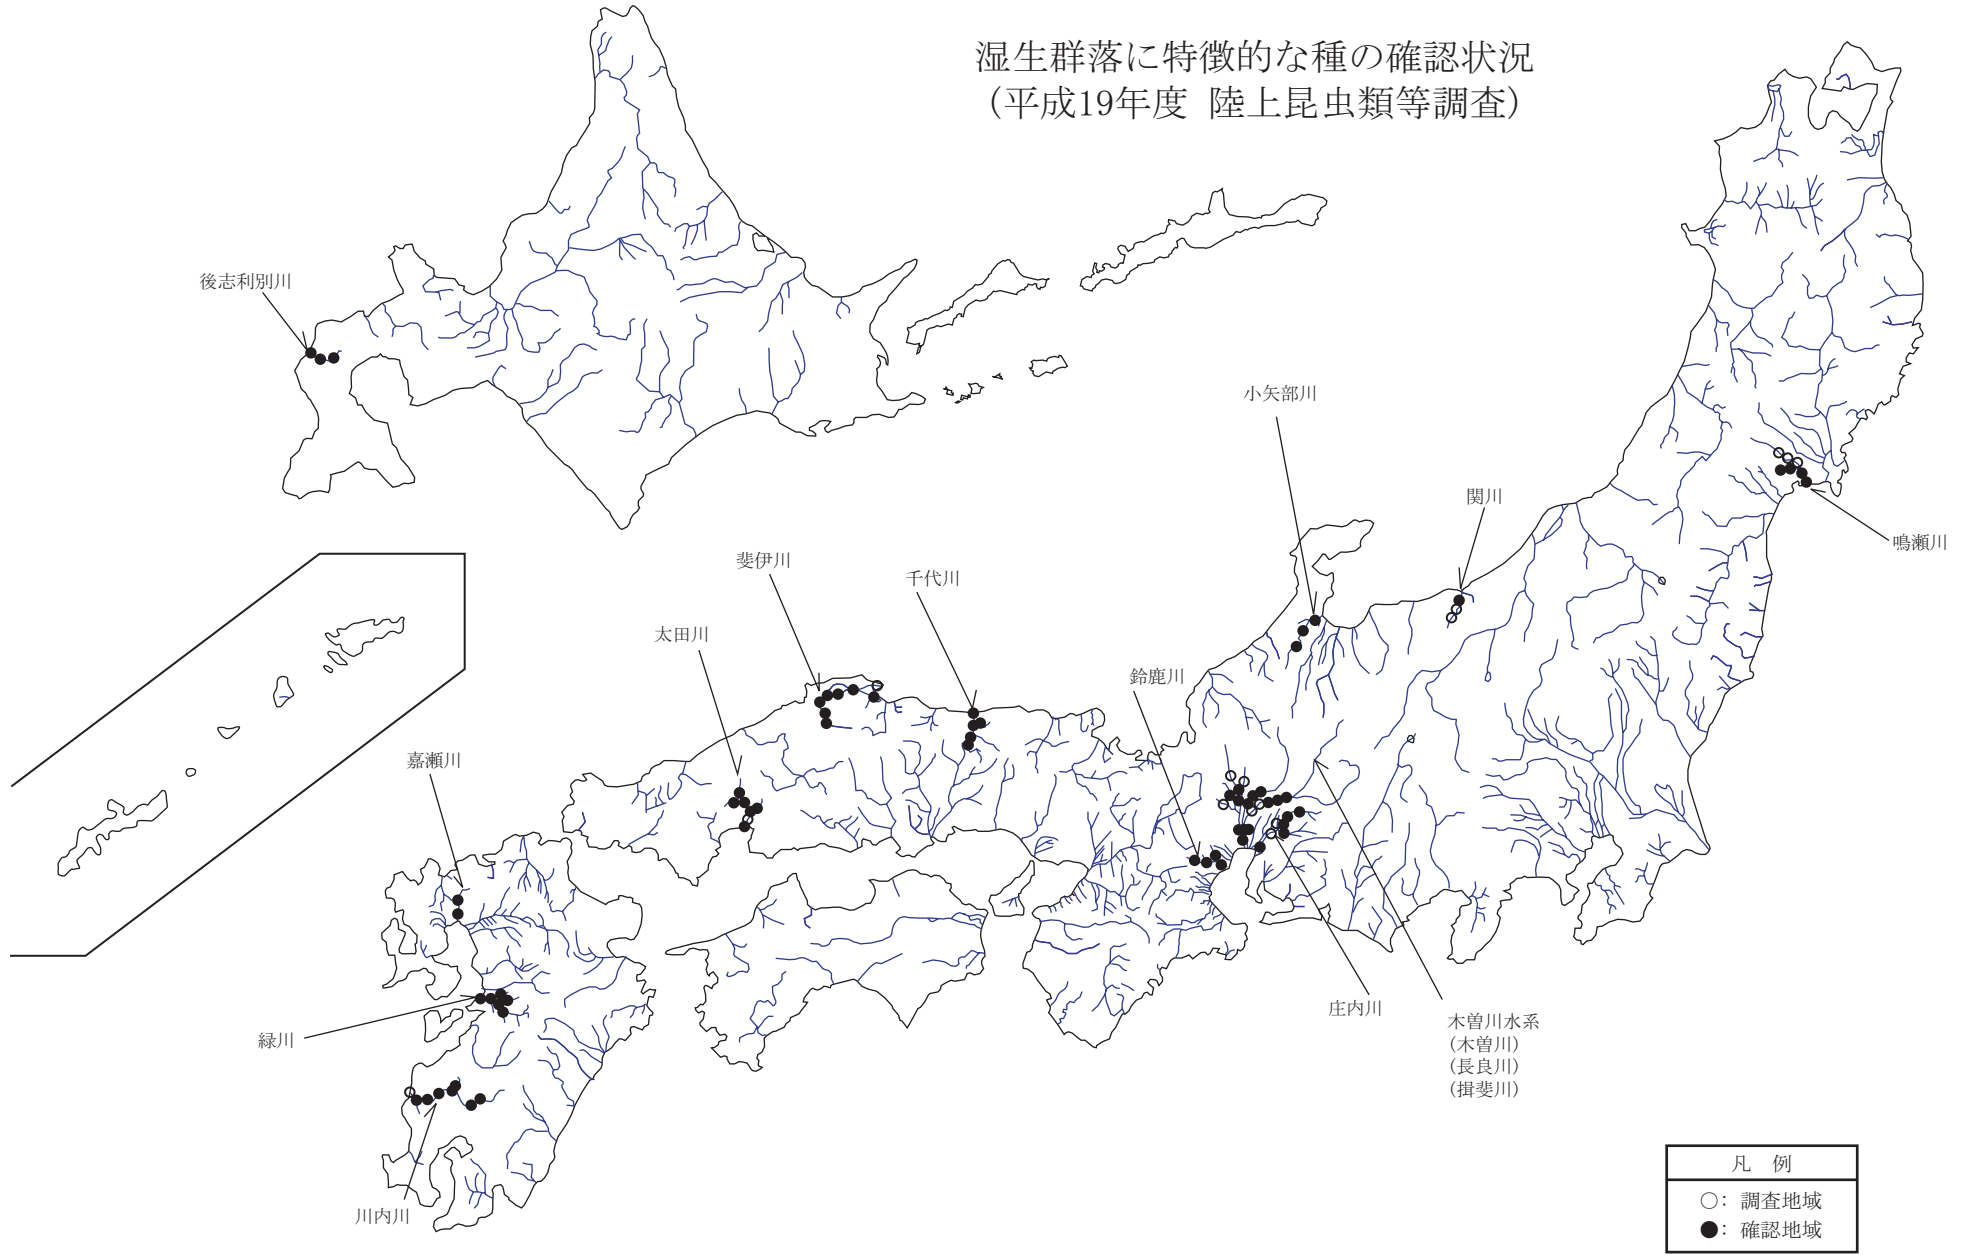 湿生群落に特徴的な種の確認状況
（平成19年度 陸上昆虫類等調査）
後志利別川
小矢部川
関川
鳴瀬川
斐伊川
千代川
太田川
鈴鹿川
嘉瀬川
緑川
川内川
庄内川
木曽川水系
（木曽川）
（長良川）
（揖斐川）
凡 例
○：調査地域
●：確認地域